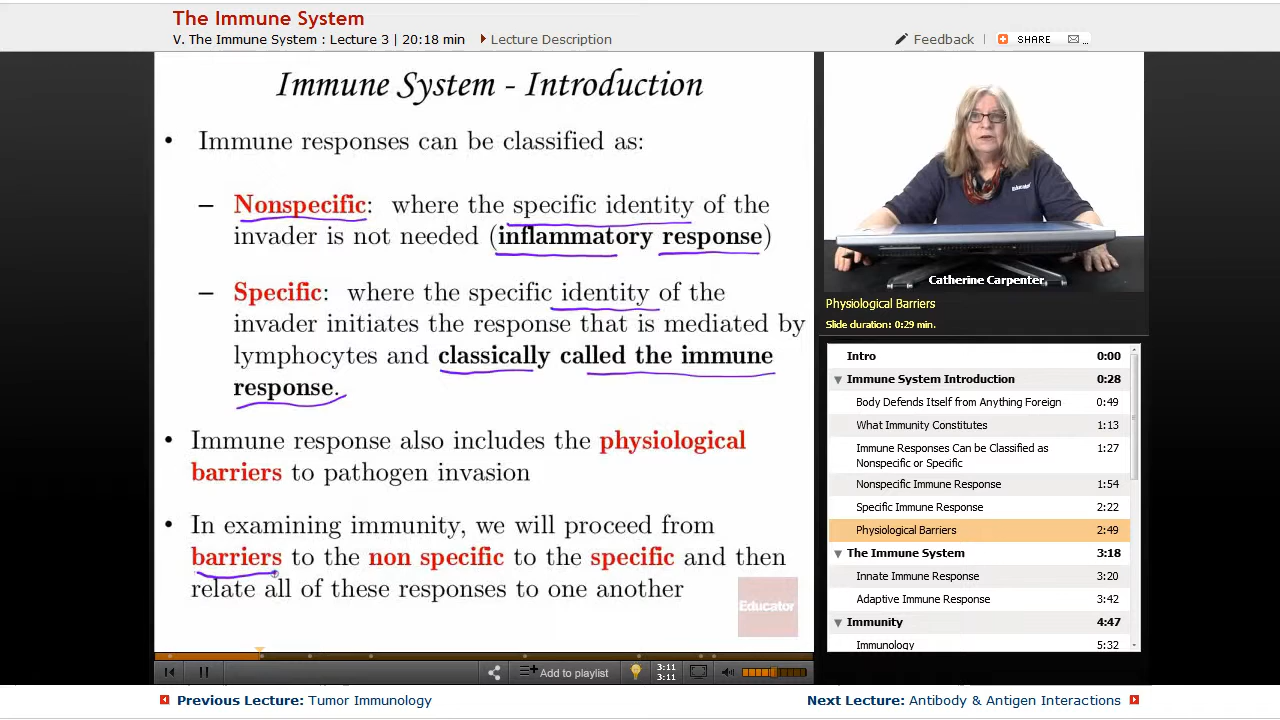 The Immune System
V. The Immune System : Lecture 3 | 20:18 min
Lecture Description
Feedback
SHARE
Immune System - Introduction
• Immune responses can be classified as:
– Nonspecific: where the specific identity of the
invader is not needed (inflammatory response)
– Specific: where the specific identity of the
invader initiates the response that is mediated by
lymphocytes and classically called the immune
response.
• Immune response also includes the physiological
barriers to pathogen invasion
• In examining immunity, we will proceed from
barriers to the non specific to the specific and then
relate all of these responses to one another
Educator
Educator
Catherine Carpenter
Physiological Barriers
Slide duration: 0:29 min.
Intro 0:00
Immune System Introduction 0:28
Body Defends Itself from Anything Foreign 0:49
What Immunity Constitutes 1:13
Immune Responses Can be Classified as 1:27
Nonspecific or Specific
Nonspecific Immune Response 1:54
Specific Immune Response 2:22
Physiological Barriers 2:49
The Immune System 3:18
Innate Immune Response 3:20
Adaptive Immune Response 3:42
Immunity 4:47
Immunology 5:32
Add to playlist
3:11
3:11
Previous Lecture: Tumor Immunology
Next Lecture: Antibody & Antigen Interactions